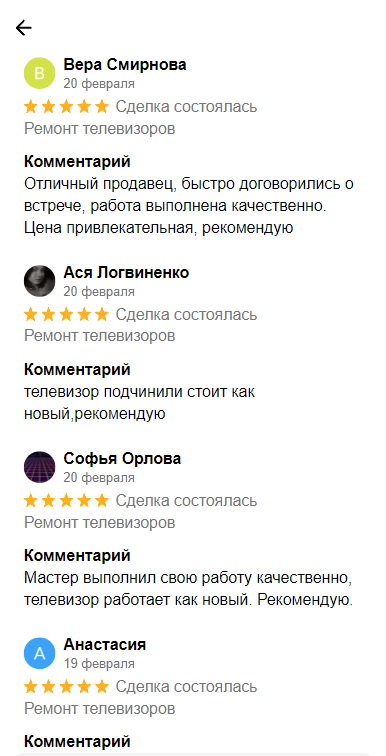 В
Вера Смирнова
20 февраля
Сделка состоялась
Ремонт телевизоров
Комментарий
Отличный продавец, быстро договорились о
встрече, работа выполнена качественно.
Цена привлекательная, рекомендую
Ася Логвиненко
20 февраля
Сделка состоялась
Ремонт телевизоров
Комментарий
телевизор подчинили стоит как
новый,рекомендую
Софья Орлова
20 февраля
Сделка состоялась
Ремонт телевизоров
Комментарий
Мастер выполнил свою работу качественно,
телевизор работает как новый. Рекомендую.
А
Анастасия
19 февраля
Сделка состоялась
Ремонт телевизоров
Комментарий